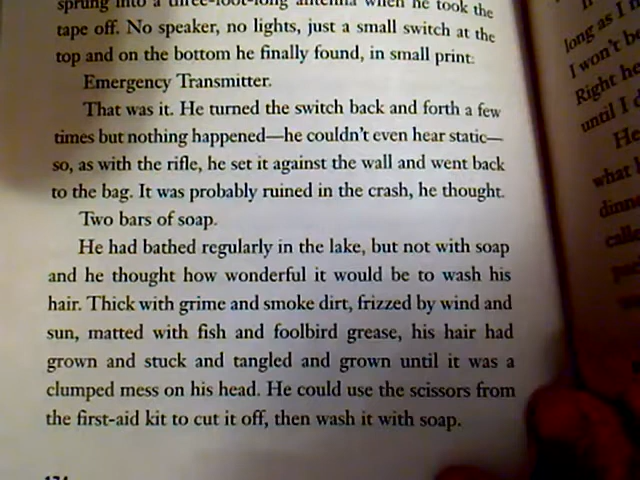 sprung into a three-foot-long antenna when he took the
tape off. No speaker, no lights, just a small switch at the
top and on the bottom he finally found, in small print:
Emergency Transmitter.
That was it. He turned the switch back and forth a few
times but nothing happened—he couldn't even hear static—
so, as with the rifle, he set it against the wall and went back
to the bag. It was probably ruined in the crash, he thought.
Two bars of soap.
He had bathed regularly in the lake, but not with soap
and he thought how wonderful it would be to wash his
hair. Thick with grime and smoke dirt, frizzed by wind and
sun, matted with fish and foolbird grease, his hair had
grown and stuck and tangled and grown until it was a
clumped mess on his head. He could use the scissors from
the first-aid kit to cut it off, then wash it with soap.
long as I
I won't be
Right he
until I d
He
what
dinne
calle